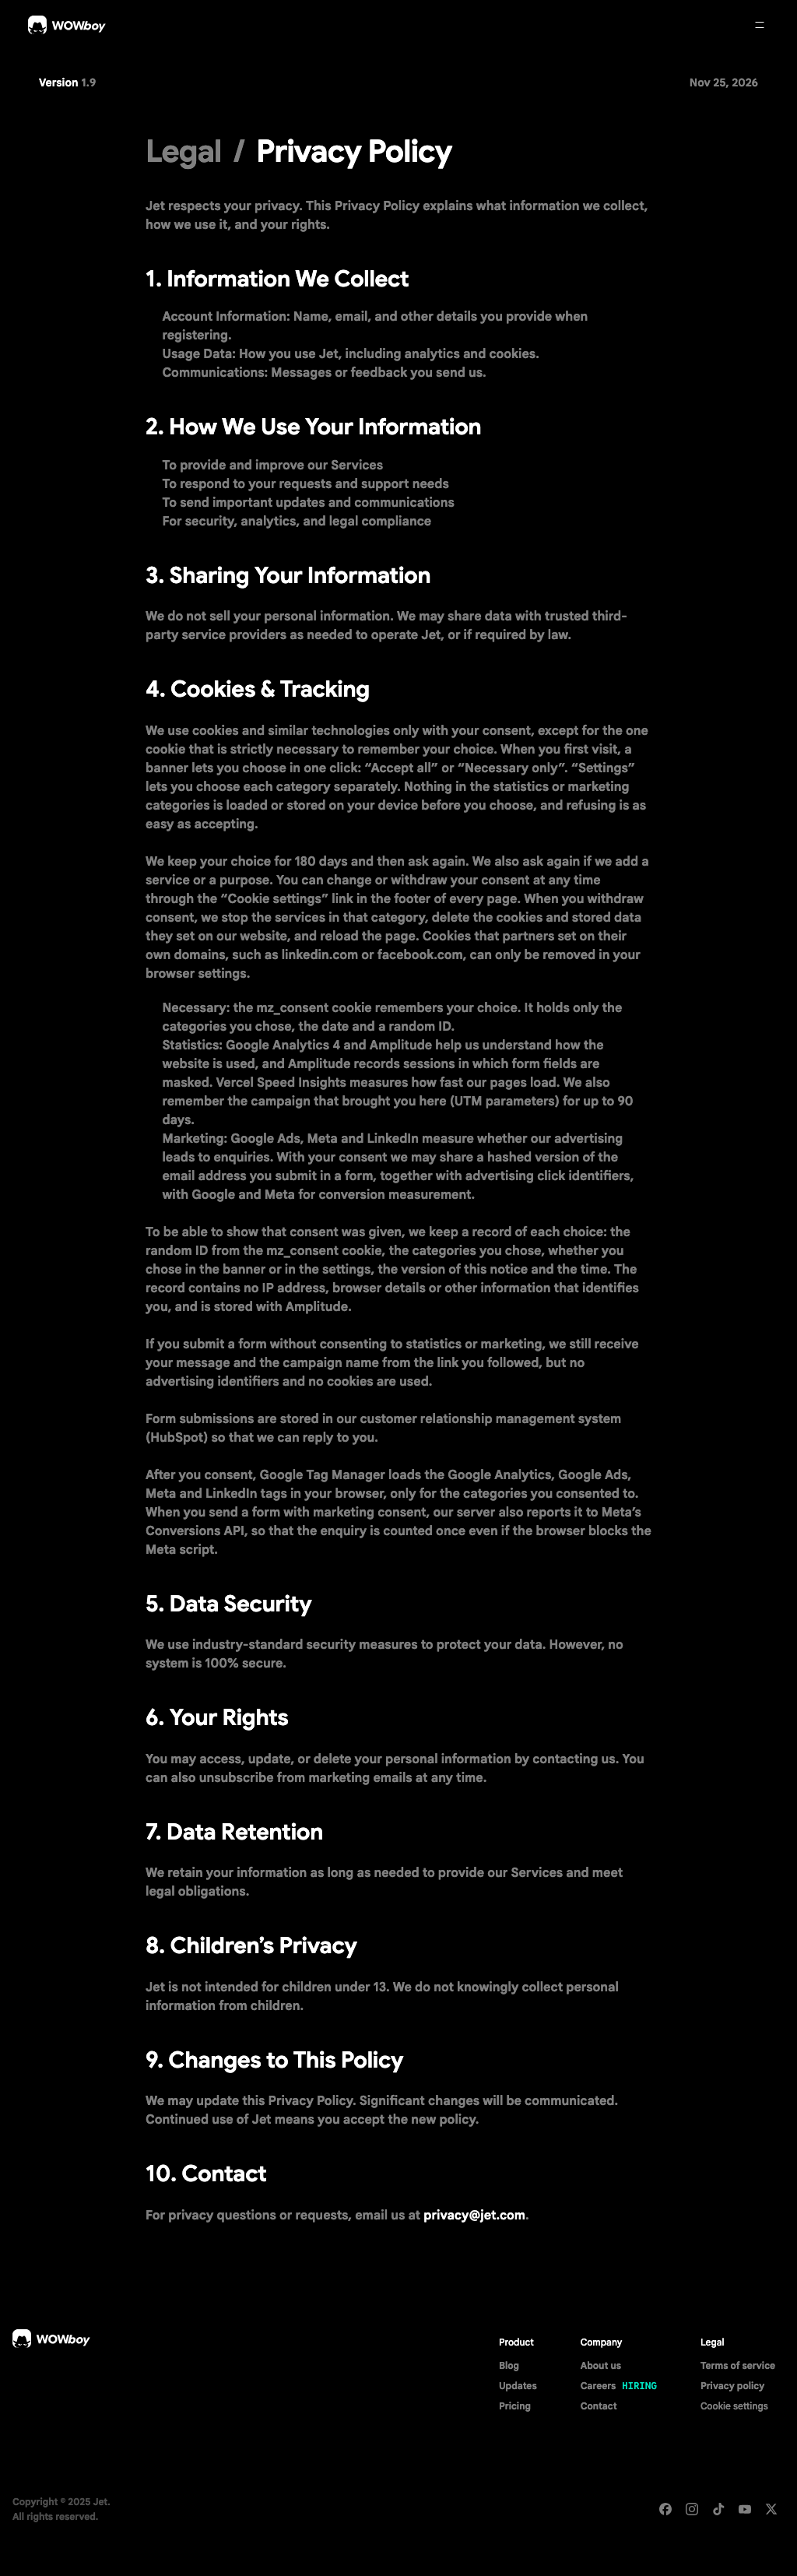 WOWboy
Version 1.9
Nov 25, 2026
Legal / Privacy Policy
Jet respects your privacy. This Privacy Policy explains what information we collect,
how we use it, and your rights.
1. Information We Collect
Account Information: Name, email, and other details you provide when
registering.
Usage Data: How you use Jet, including analytics and cookies.
Communications: Messages or feedback you send us.
2. How We Use Your Information
To provide and improve our Services
To respond to your requests and support needs
To send important updates and communications
For security, analytics, and legal compliance
3. Sharing Your Information
We do not sell your personal information. We may share data with trusted third-
party service providers as needed to operate Jet, or if required by law.
4. Cookies & Tracking
We use cookies and similar technologies only with your consent, except for the one
cookie that is strictly necessary to remember your choice. When you first visit, a
banner lets you choose in one click: “Accept all” or “Necessary only”. “Settings”
lets you choose each category separately. Nothing in the statistics or marketing
categories is loaded or stored on your device before you choose, and refusing is as
easy as accepting.
We keep your choice for 180 days and then ask again. We also ask again if we add a
service or a purpose. You can change or withdraw your consent at any time
through the “Cookie settings” link in the footer of every page. When you withdraw
consent, we stop the services in that category, delete the cookies and stored data
they set on our website, and reload the page. Cookies that partners set on their
own domains, such as linkedin.com or facebook.com, can only be removed in your
browser settings.
Necessary: the mz_consent cookie remembers your choice. It holds only the
categories you chose, the date and a random ID.
Statistics: Google Analytics 4 and Amplitude help us understand how the
website is used, and Amplitude records sessions in which form fields are
masked. Vercel Speed Insights measures how fast our pages load. We also
remember the campaign that brought you here (UTM parameters) for up to 90
days.
Marketing: Google Ads, Meta and LinkedIn measure whether our advertising
leads to enquiries. With your consent we may share a hashed version of the
email address you submit in a form, together with advertising click identifiers,
with Google and Meta for conversion measurement.
To be able to show that consent was given, we keep a record of each choice: the
random ID from the mz_consent cookie, the categories you chose, whether you
chose in the banner or in the settings, the version of this notice and the time. The
record contains no IP address, browser details or other information that identifies
you, and is stored with Amplitude.
If you submit a form without consenting to statistics or marketing, we still receive
your message and the campaign name from the link you followed, but no
advertising identifiers and no cookies are used.
Form submissions are stored in our customer relationship management system
(HubSpot) so that we can reply to you.
After you consent, Google Tag Manager loads the Google Analytics, Google Ads,
Meta and LinkedIn tags in your browser, only for the categories you consented to.
When you send a form with marketing consent, our server also reports it to Meta’s
Conversions API, so that the enquiry is counted once even if the browser blocks the
Meta script.
5. Data Security
We use industry-standard security measures to protect your data. However, no
system is 100% secure.
6. Your Rights
You may access, update, or delete your personal information by contacting us. You
can also unsubscribe from marketing emails at any time.
7. Data Retention
We retain your information as long as needed to provide our Services and meet
legal obligations.
8. Children’s Privacy
Jet is not intended for children under 13. We do not knowingly collect personal
information from children.
9. Changes to This Policy
We may update this Privacy Policy. Significant changes will be communicated.
Continued use of Jet means you accept the new policy.
10. Contact
For privacy questions or requests, email us at privacy@jet.com.
WOWboy
Product
Blog
Updates
Pricing
Company
About us
Careers HIRING
Contact
Legal
Terms of service
Privacy policy
Cookie settings
Copyright © 2025 Jet.
All rights reserved.